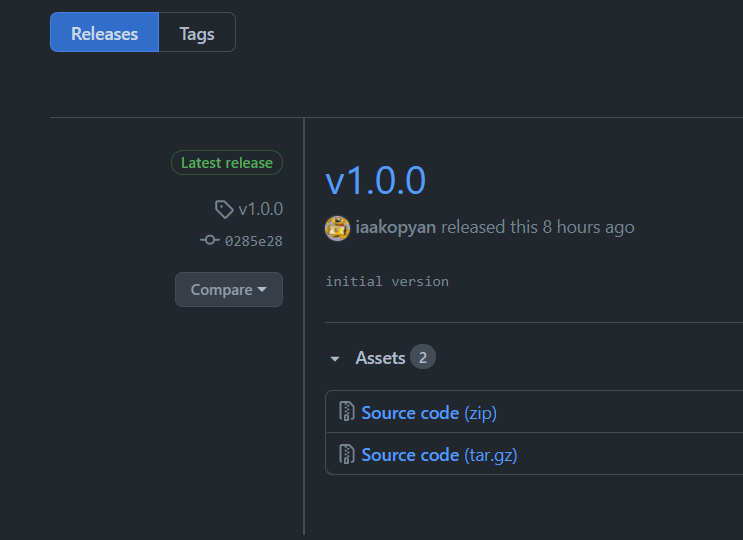 Releases Tags
Latest release
v1.0.0
0285e28
Compare
v1.0.0
iaakopyan released this 8 hours ago
initial version
Assets 2
Source code (zip)
Source code (tar.gz)